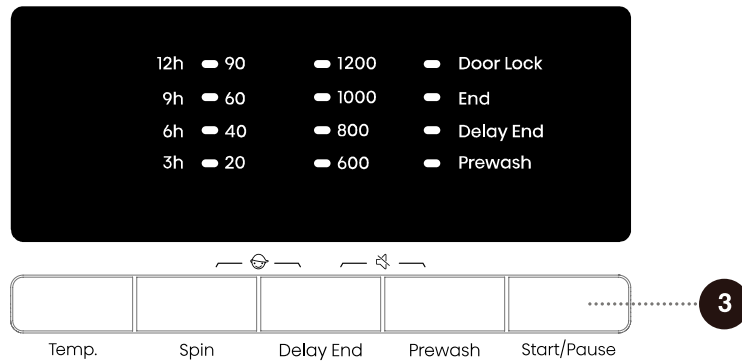 12h 90 1200 Door Lock
9h 60 1000 End
6h 40 800 Delay End
3h 20 600 Prewash
3
Temp. Spin Delay End Prewash Start/Pause